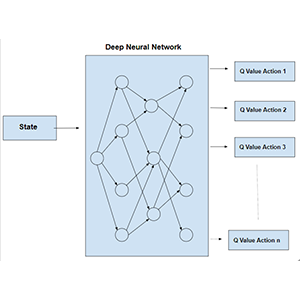 Deep Neural Network
State
Q Value Action 1
Q Value Action 2
Q Value Action 3
Q Value Action n